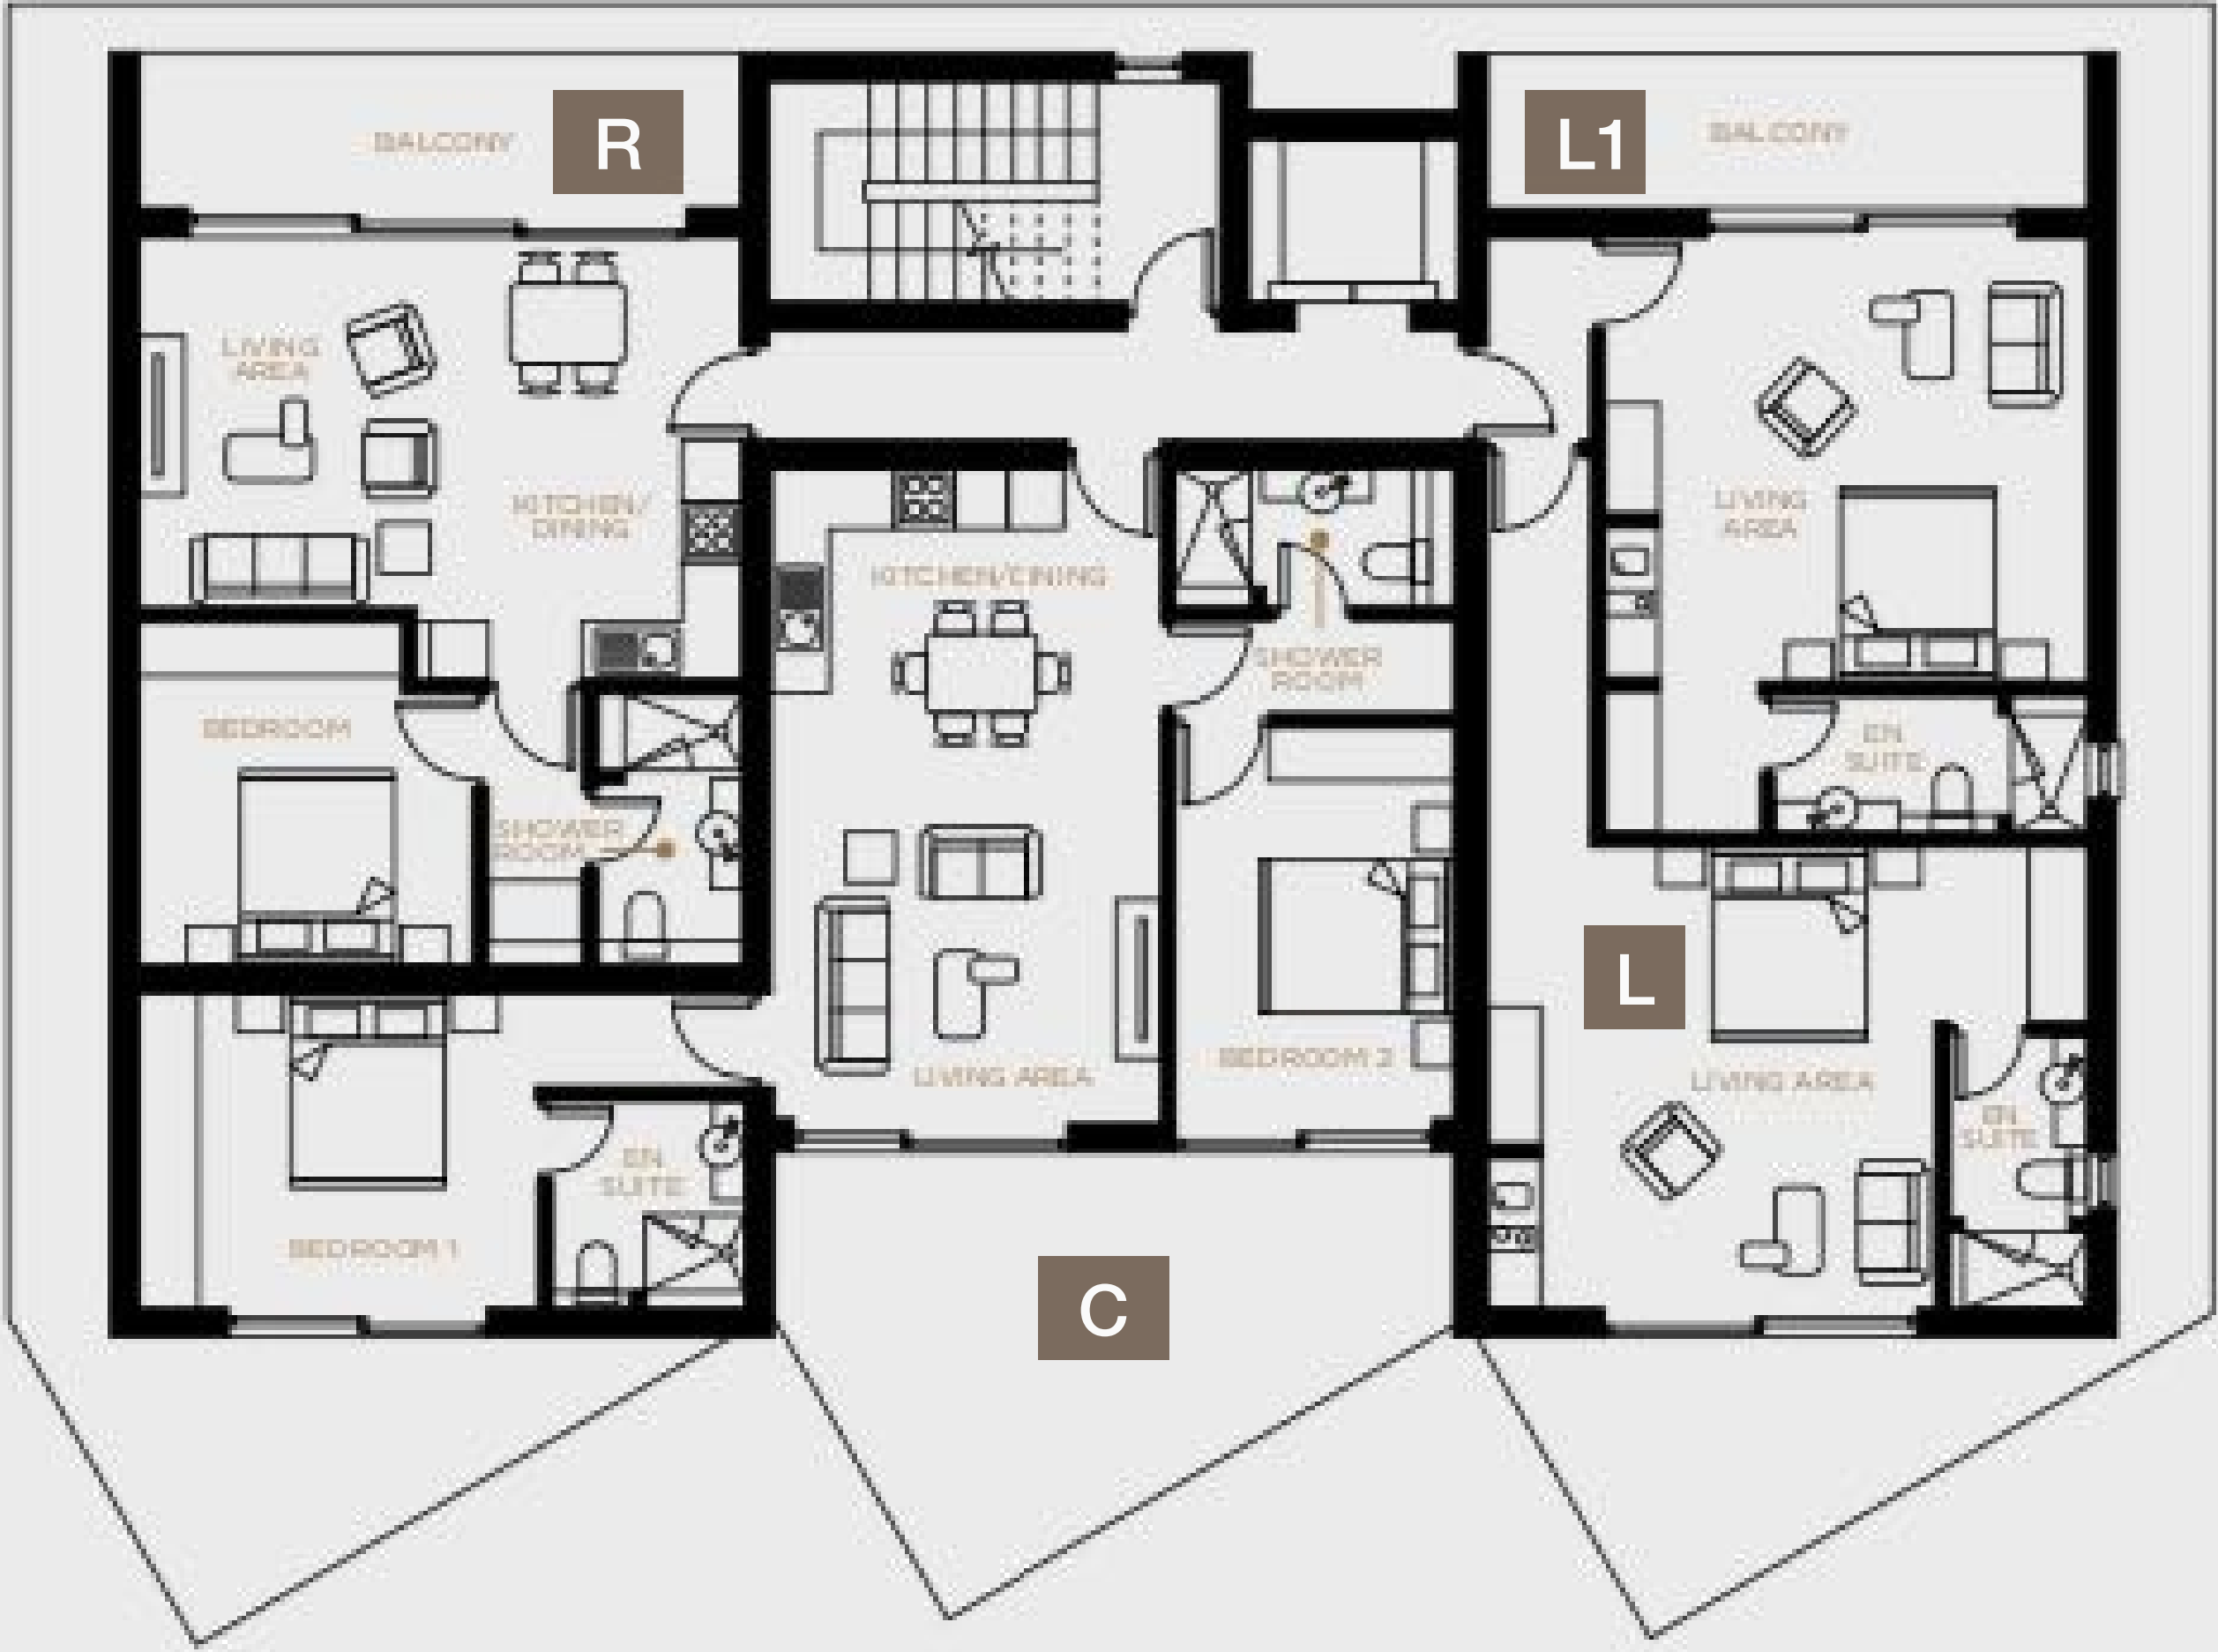 BALCONY
R
L1
BALCONY
LIVING
AREA
KITCHEN/
DINING
BEDROOM
SHOWER
ROOM
KITCHEN/DINING
SHOWER
ROOM
LIVING
AREA
EN
SUITE
LIVING AREA
BEDROOM 2
L
LIVING AREA
EN
SUITE
BEDROOM 1
EN
SUITE
C